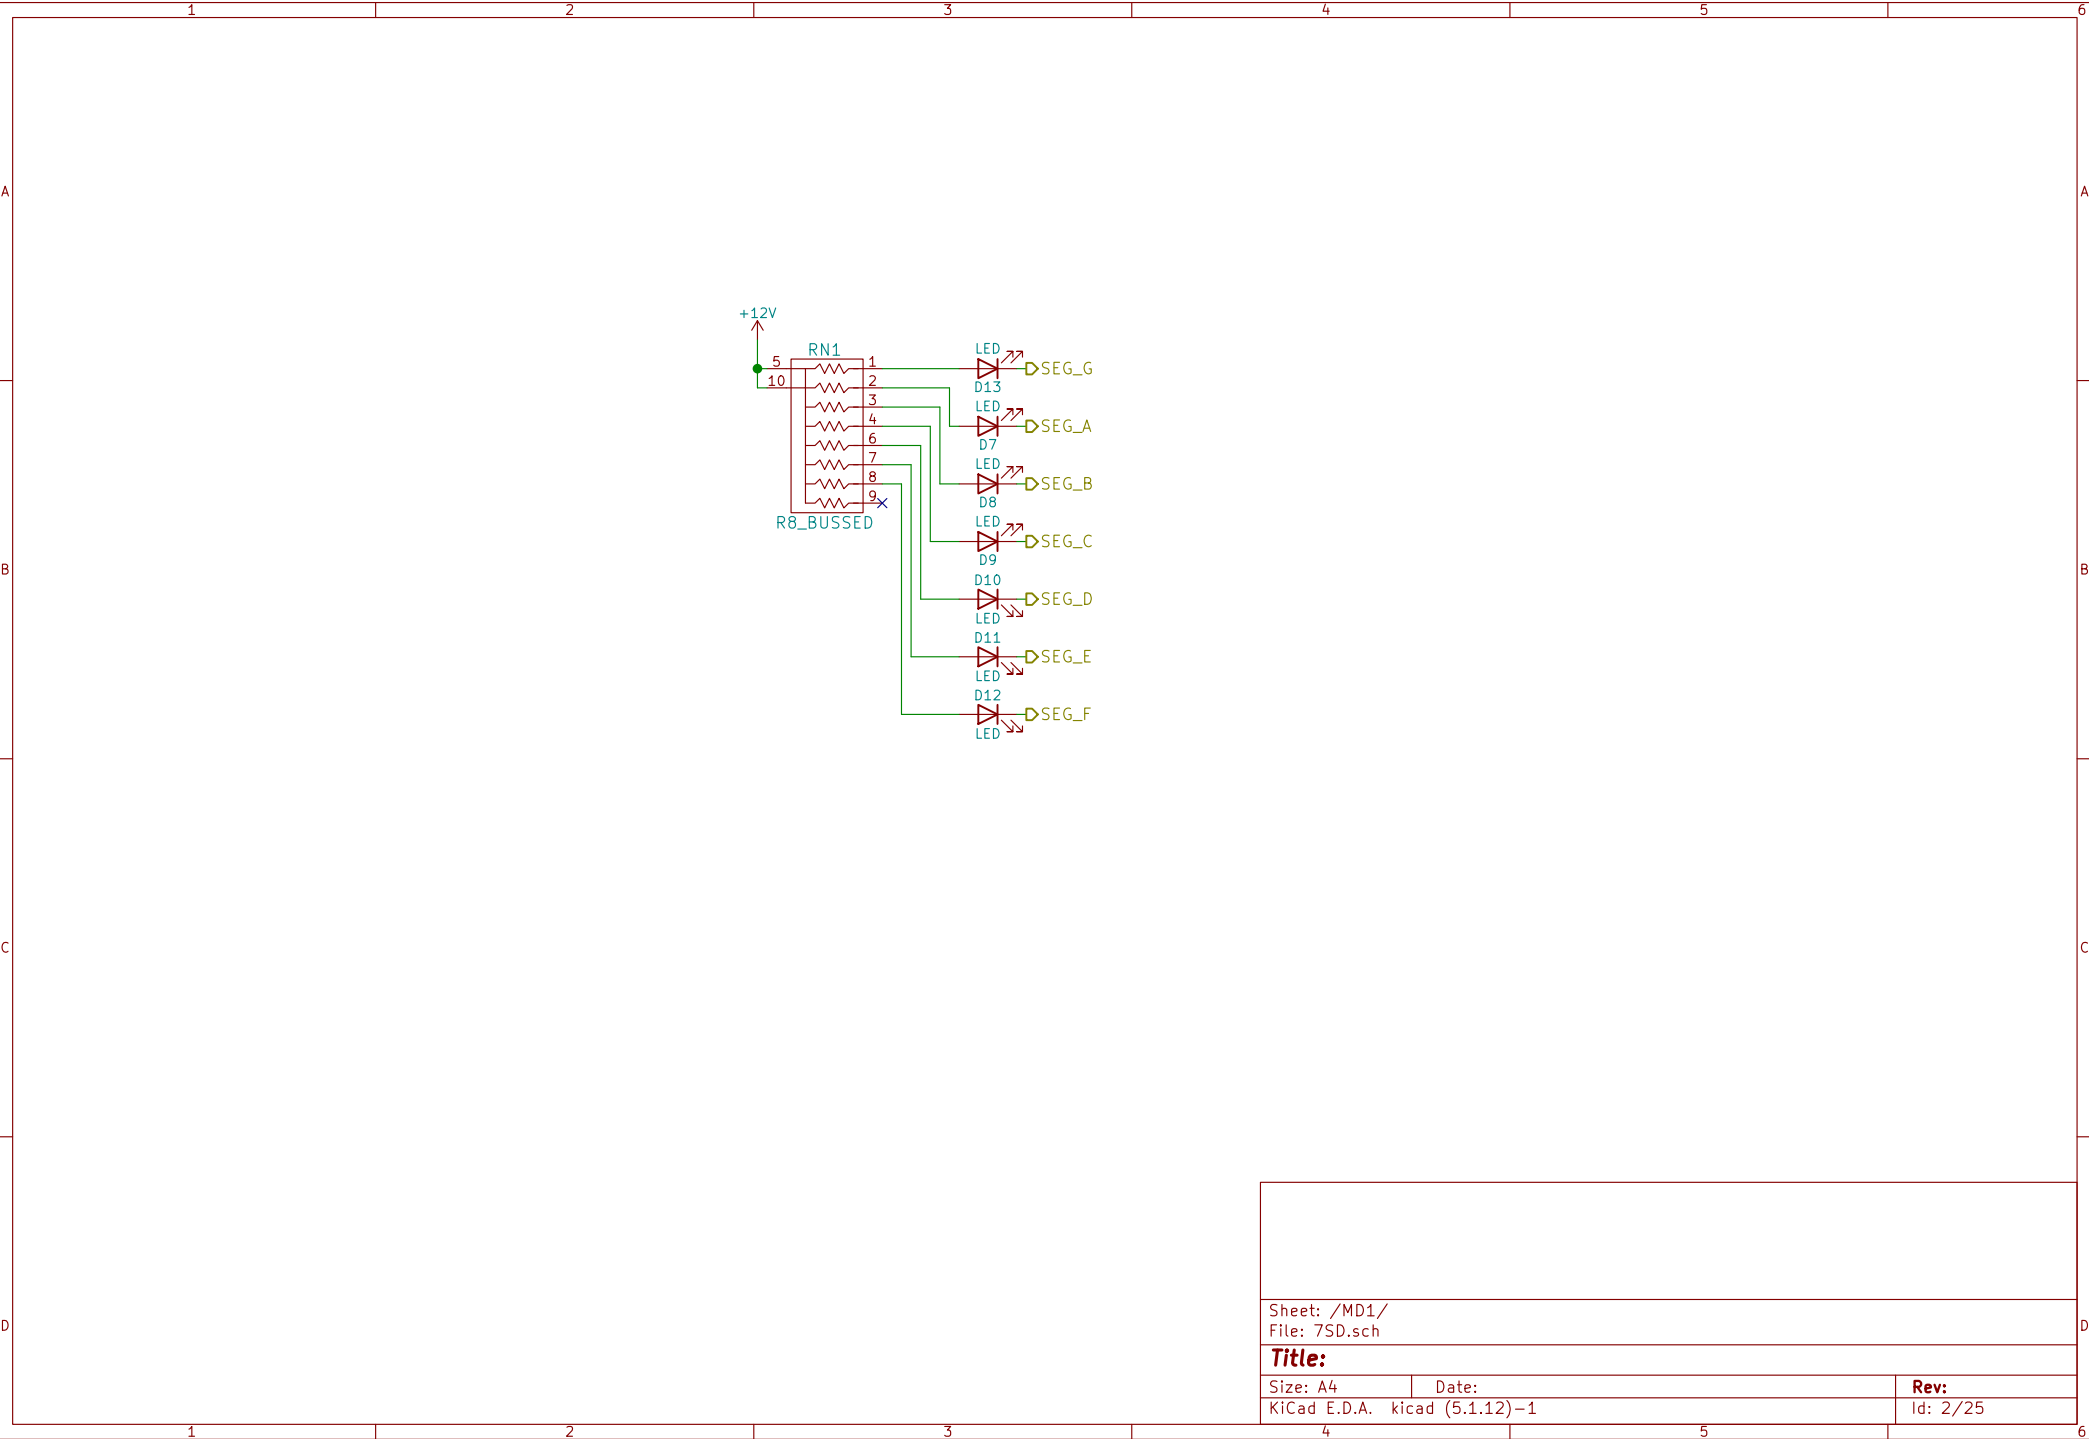 1 2 3 4 5 6
A A
+12V
RN1
LED
5 1
SEG_G
10 2
D13
3
LED
4
SEG_A
6
D7
7
LED
8
SEG_B
9
D8
R8_BUSSED
LED
SEG_C
D9
B B
D10
SEG_D
LED
D11
SEG_E
LED
D12
SEG_F
LED
C C
D D
Sheet: /MD1/
File: 7SD.sch
Title:
Size: A4 Date: Rev:
KiCad E.D.A. kicad (5.1.12)-1 Id: 2/25
1 2 3 4 5 6